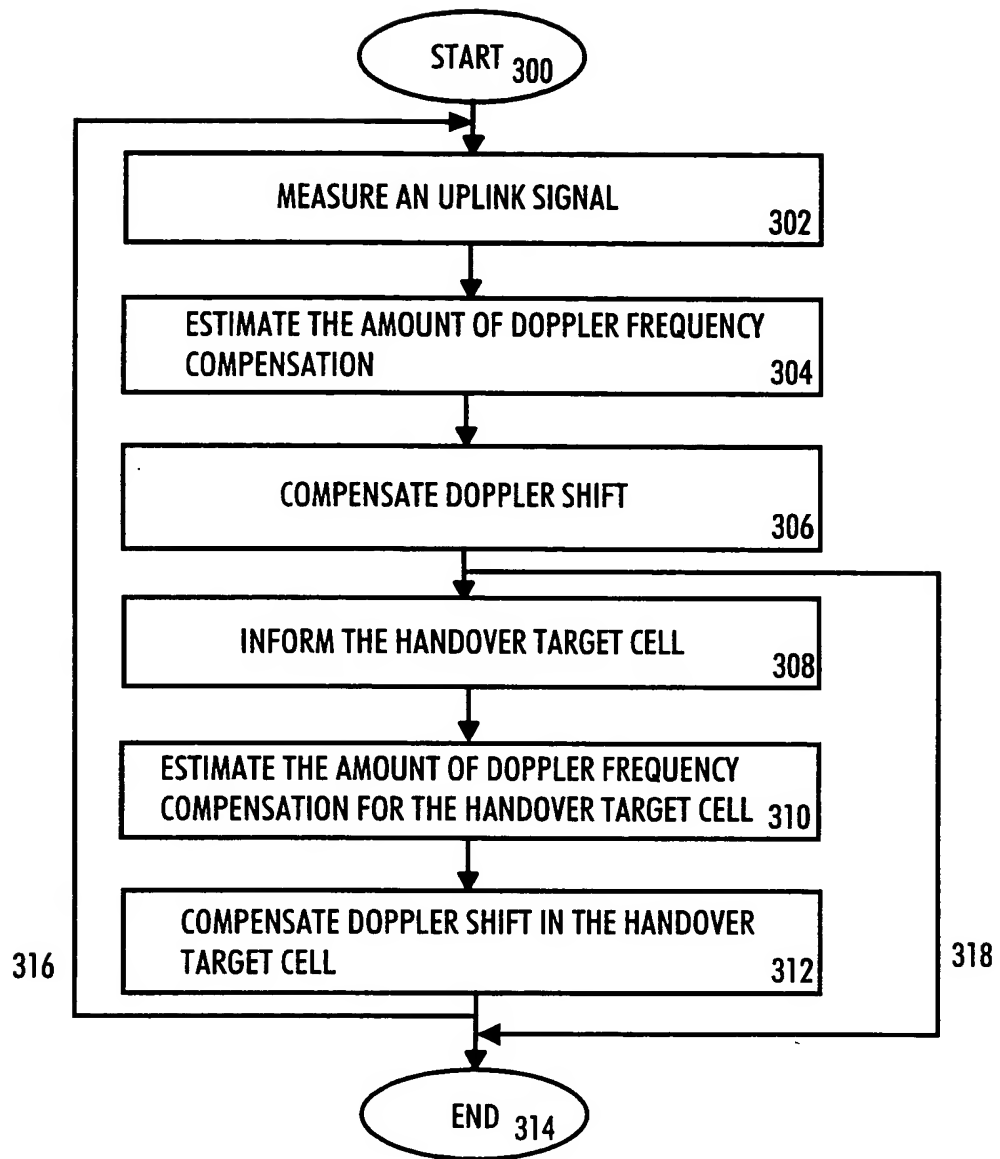 START 300
MEASURE AN UPLINK SIGNAL
302
ESTIMATE THE AMOUNT OF DOPPLER FREQUENCY
COMPENSATION
304
COMPENSATE DOPPLER SHIFT
306
INFORM THE HANDOVER TARGET CELL
308
ESTIMATE THE AMOUNT OF DOPPLER FREQUENCY
COMPENSATION FOR THE HANDOVER TARGET CELL 310
COMPENSATE DOPPLER SHIFT IN THE HANDOVER
TARGET CELL
312
316
318
END 314